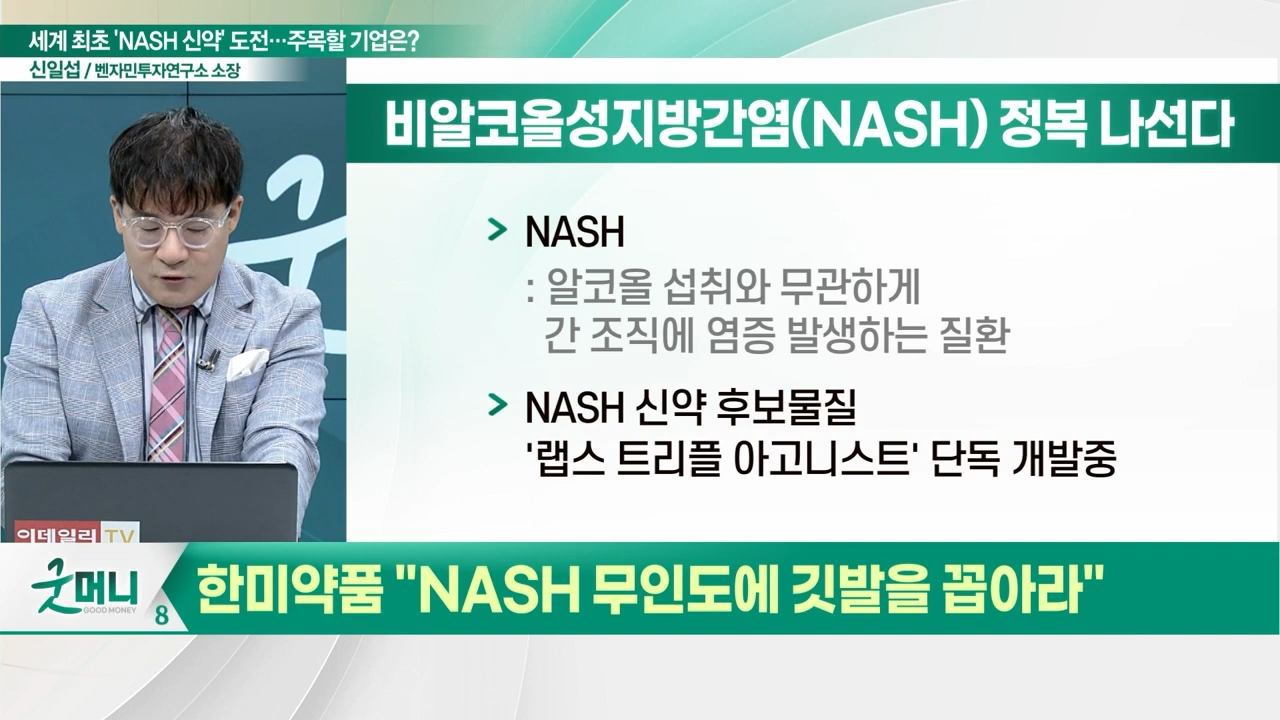 세계 최초 'NASH 신약' 도전…주목할 기업은?
신일섭 / 벤자민투자연구소 소장
비알코올성지방간염(NASH) 정복 나선다
> NASH
: 알코올 섭취와 무관하게
간 조직에 염증 발생하는 질환
> NASH 신약 후보물질
'랩스 트리플 아고니스트' 단독 개발중
이데일리 TV
굿머니
GOOD MONEY
8
한미약품 "NASH 무인도에 깃발을 꼽아라"